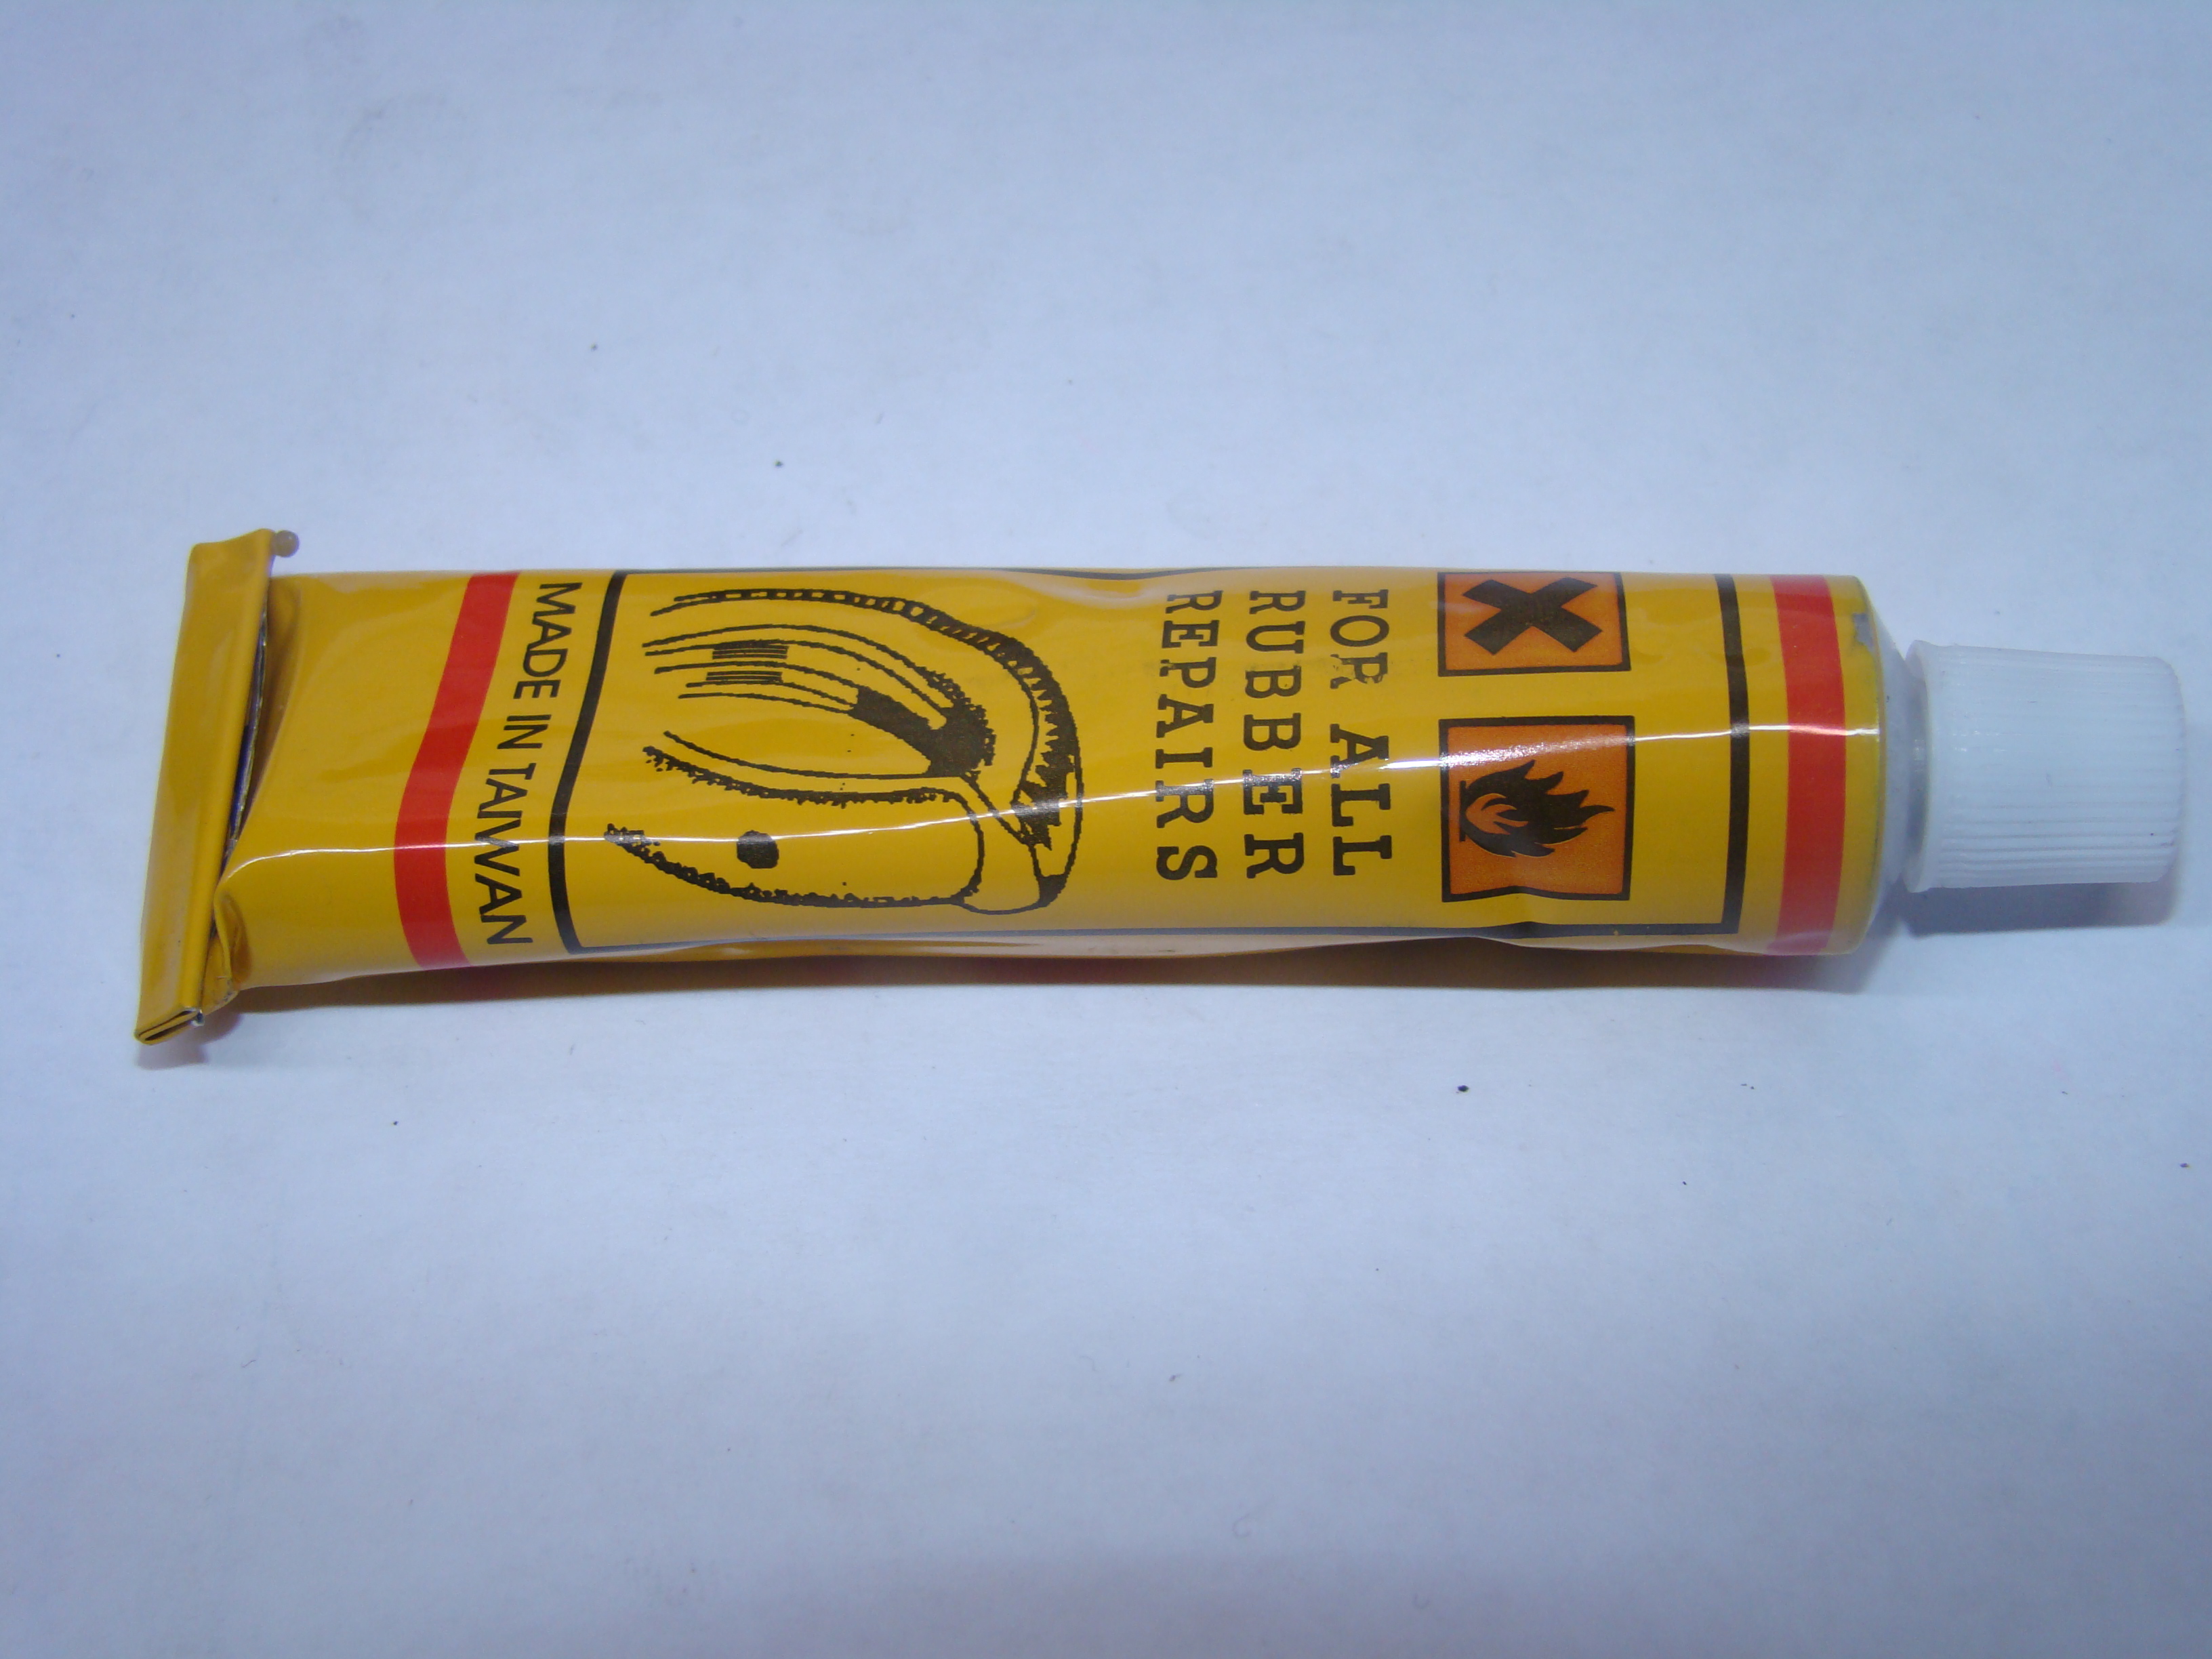 FOR ALL
RUBBER
REPAIRS
MADE IN TAIWAN